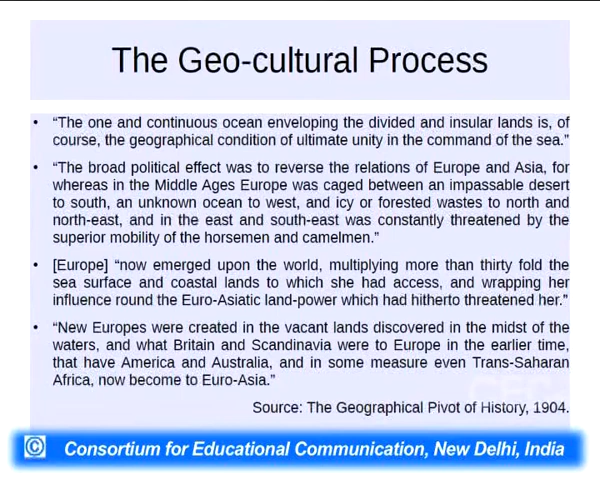 The Geo-cultural Process
• “The one and continuous ocean enveloping the divided and insular lands is, of
course, the geographical condition of ultimate unity in the command of the sea.”
• “The broad political effect was to reverse the relations of Europe and Asia, for
whereas in the Middle Ages Europe was caged between an impassable desert
to south, an unknown ocean to west, and icy or forested wastes to north and
north-east, and in the east and south-east was constantly threatened by the
superior mobility of the horsemen and camelmen.”
• [Europe] “now emerged upon the world, multiplying more than thirty fold the
sea surface and coastal lands to which she had access, and wrapping her
influence round the Euro-Asiatic land-power which had hitherto threatened her.”
• “New Europes were created in the vacant lands discovered in the midst of the
waters, and what Britain and Scandinavia were to Europe in the earlier time,
that have America and Australia, and in some measure even Trans-Saharan
Africa, now become to Euro-Asia.”
CEC
Source: The Geographical Pivot of History, 1904.
© Consortium for Educational Communication, New Delhi, India